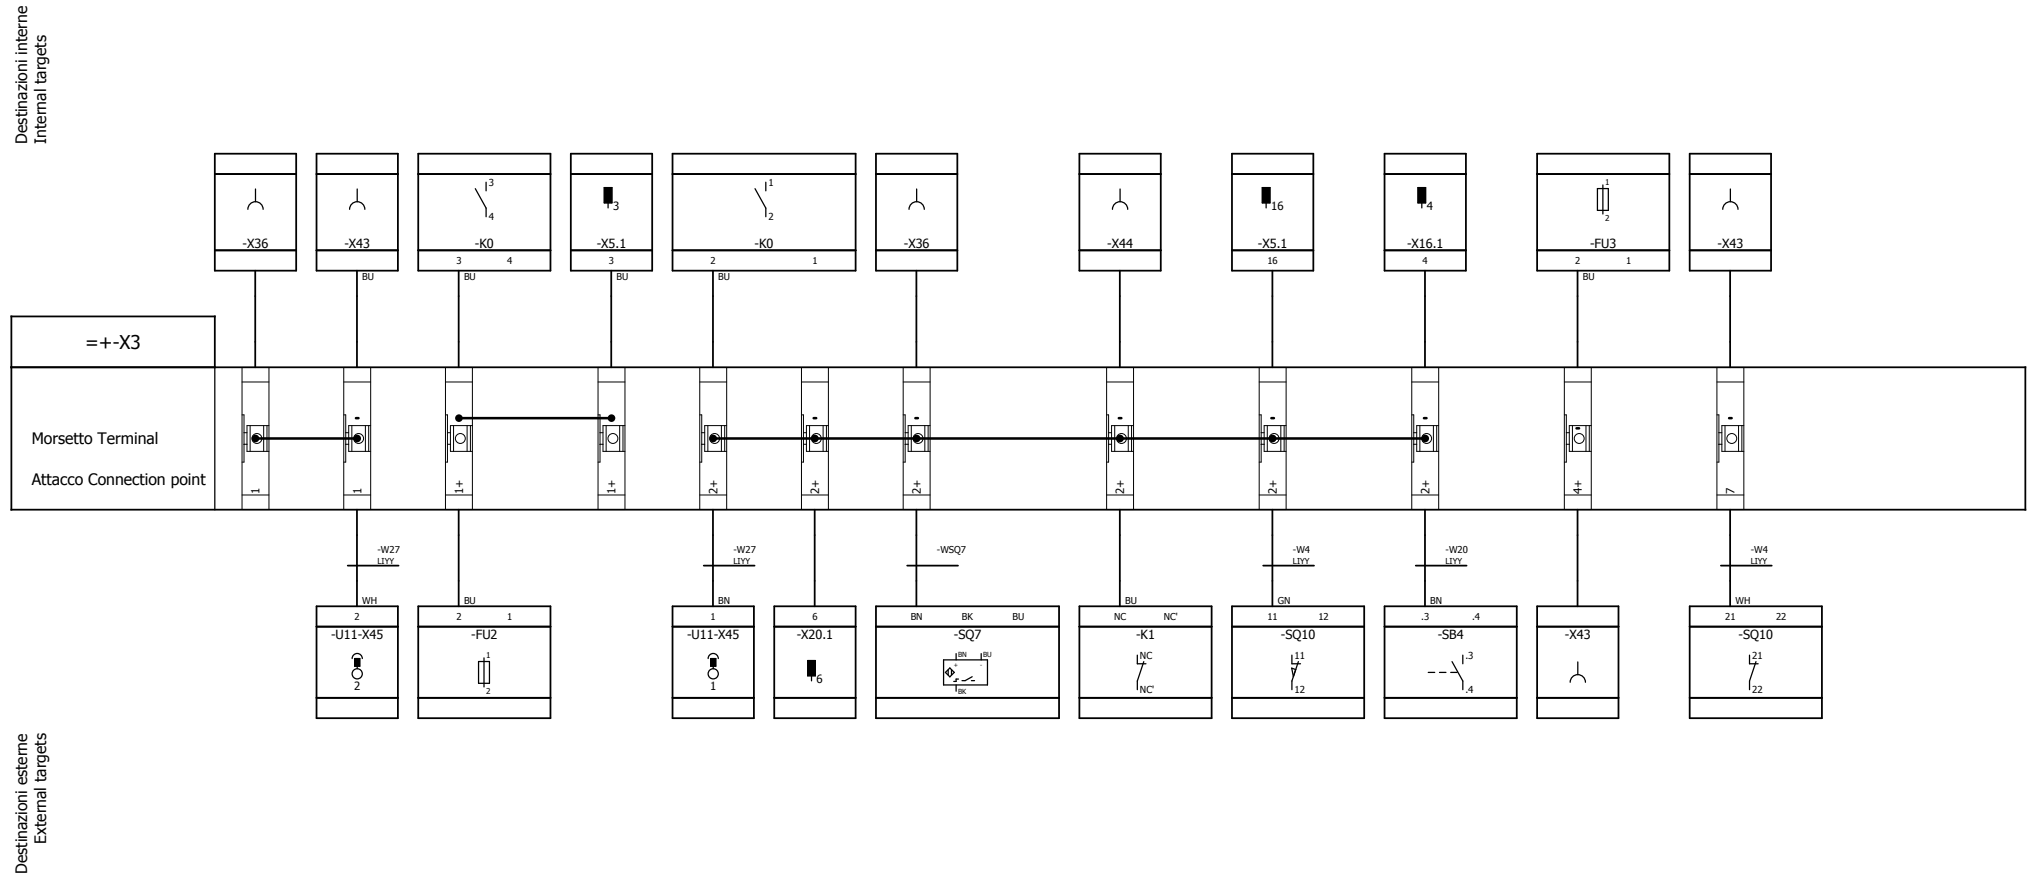 Destinazioni interne
Internal targets
3
4
3
1
2
16
4
1
2
-X36 -X43 -K0 -X5.1 -K0 -X36 -X44 -X5.1 -X16.1 -FU3 -X43
3 4 3 2 1 16 4 2 1
BU BU BU BU
=+-X3
Morsetto Terminal
Attacco Connection point
1 1 1+ 1+ 2+ 2+ 2+ 2+ 2+ 2+ 4+ 7
-W27 -W27 -WSQ7 -W4 -W20 -W4
LIYY LIYY LIYY LIYY LIYY
WH BU BN BU GN BN WH
2 2 1 1 6 BN BK BU NC NC' 11 12 .3 .4 21 22
-U11-X45 -FU2 -U11-X45 -X20.1 -SQ7 -K1 -SQ10 -SB4 -X43 -SQ10
1 BN BU NC 11 .3 21
+ -
2 2 1 6 BK NC' 12 .4 22
Destinazioni esterne
External targets